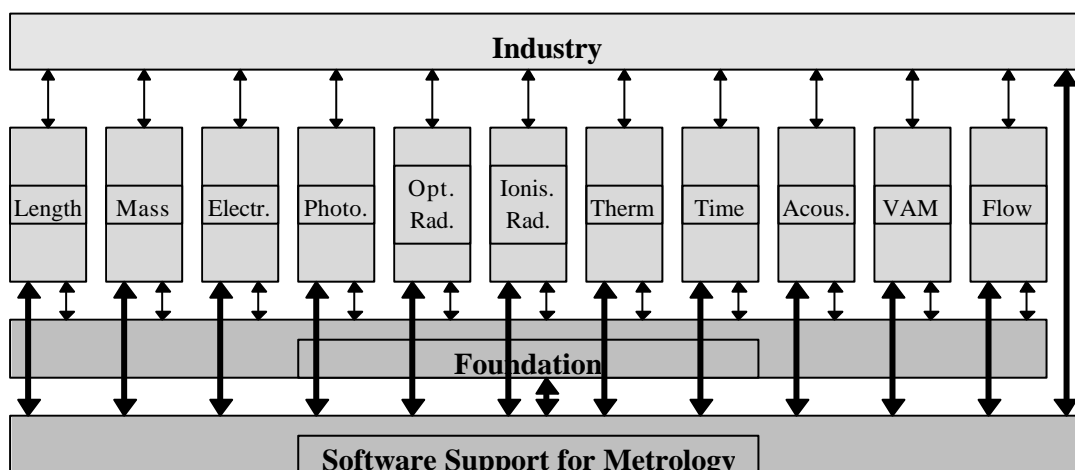 Industry
Length
Mass
Electr.
Photo.
Opt.
Rad.
Ionis.
Rad.
Therm
Time
Acous.
VAM
Flow
Foundation
Software Support for Metrology